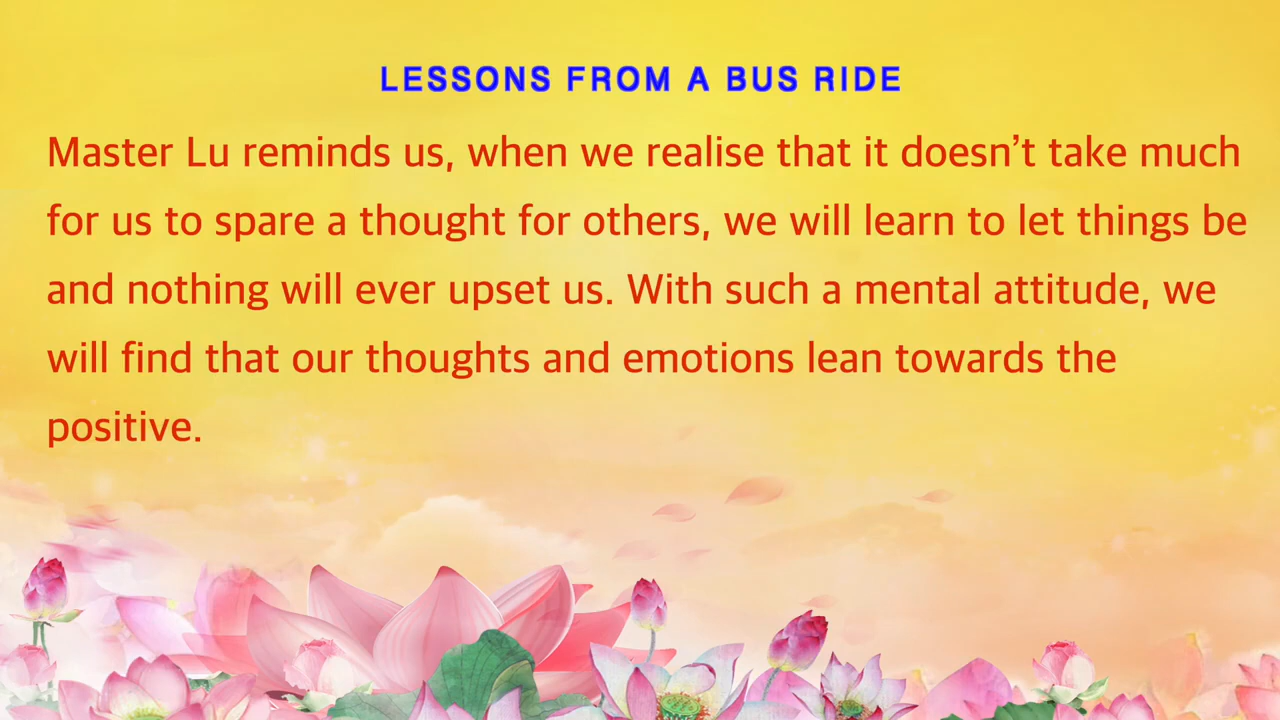 LESSONS FROM A BUS RIDE
Master Lu reminds us, when we realise that it doesn’t take much
for us to spare a thought for others, we will learn to let things be
and nothing will ever upset us. With such a mental attitude, we
will find that our thoughts and emotions lean towards the
positive.